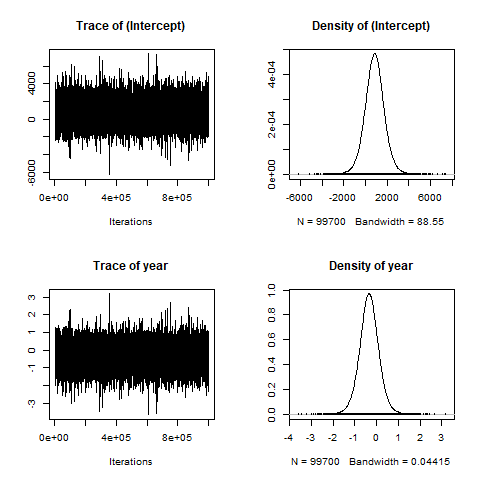 Trace of (Intercept)
4000
0
-6000
0e+00 4e+05 8e+05
Iterations
Density of (Intercept)
4e-04
2e-04
0e+00
-6000 -2000 2000 6000
N = 99700 Bandwidth = 88.55
Trace of year
3
2
1
0
-1
-3
0e+00 4e+05 8e+05
Iterations
Density of year
1.0
0.8
0.6
0.4
0.2
0.0
-4 -3 -2 -1 0 1 2 3
N = 99700 Bandwidth = 0.04415